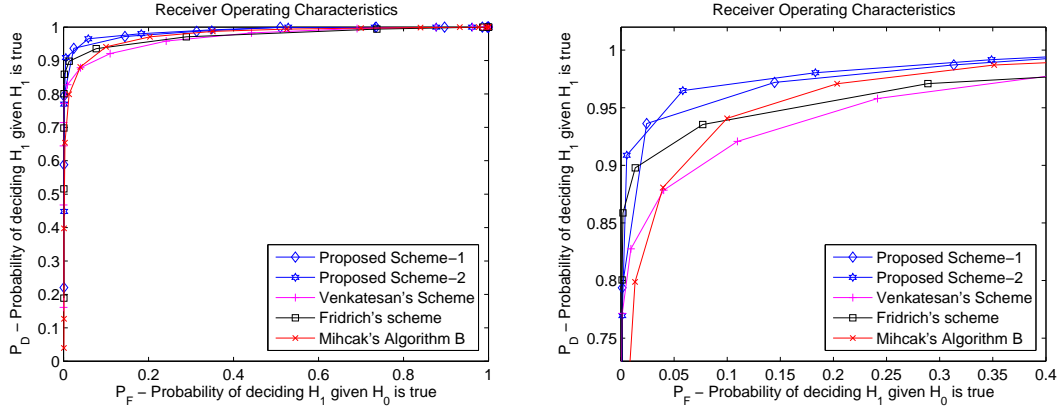 Receiver Operating Characteristics
P_D – Probability of deciding H_1 given H_1 is true
1
0.9
0.8
0.7
0.6
0.5
0.4
0.3
0.2
0.1
0
Proposed Scheme−1
Proposed Scheme−2
Venkatesan's Scheme
Fridrich's scheme
Mihcak's Algorithm B
0 0.2 0.4 0.6 0.8 1
P_F – Probability of deciding H_1 given H_0 is true
Receiver Operating Characteristics
P_D – Probability of deciding H_1 given H_1 is true
1
0.95
0.9
0.85
0.8
0.75
Proposed Scheme−1
Proposed Scheme−2
Venkatesan's Scheme
Fridrich's scheme
Mihcak's Algorithm B
0 0.05 0.1 0.15 0.2 0.25 0.3 0.35 0.4
P_F – Probability of deciding H_1 given H_0 is true